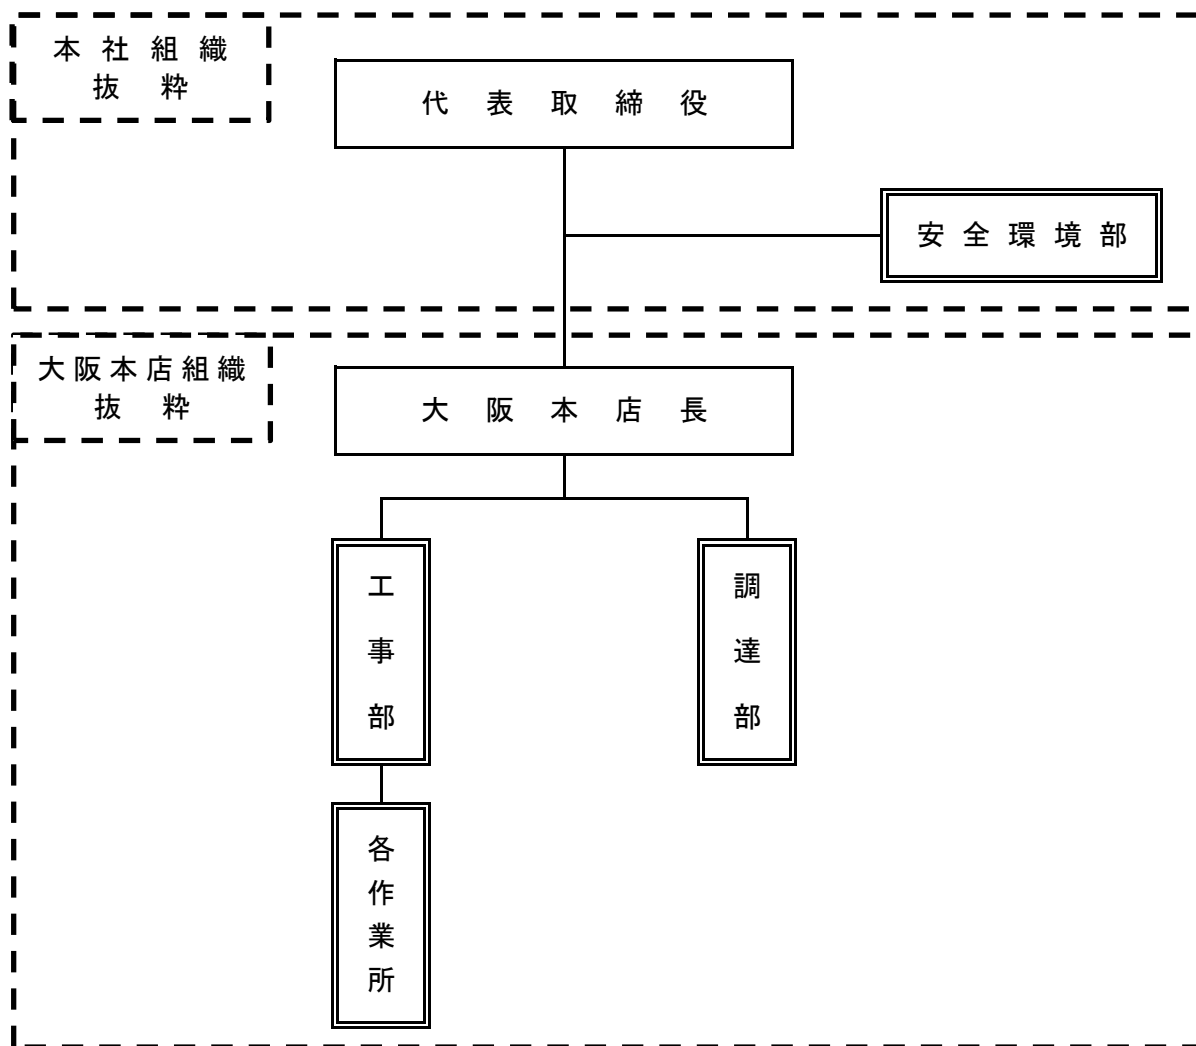 本社組織
抜粋
代表取締役
安全環境部
大阪本店組織
抜粋
大阪本店長
工事部
調達部
各作業所